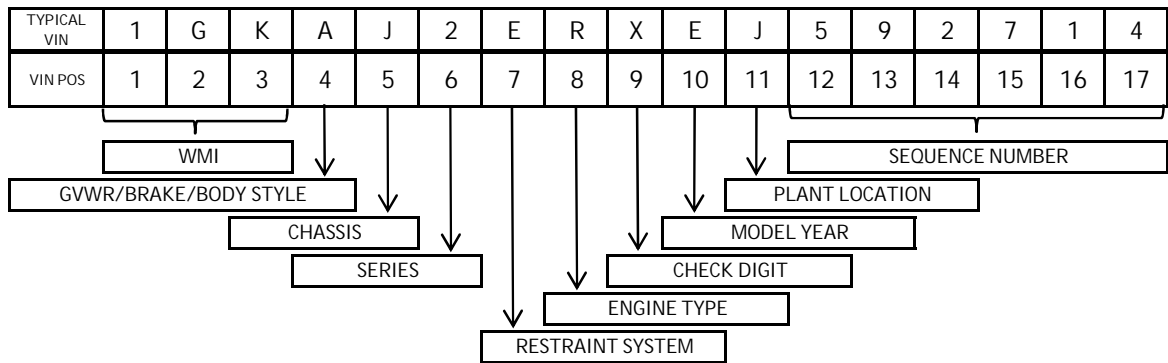 TYPICAL VIN 1 G K A J 2 E R X E J 5 9 2 7 1 4
VIN POS 1 2 3 4 5 6 7 8 9 10 11 12 13 14 15 16 17
WMI SEQUENCE NUMBER
GVWR/BRAKE/BODY STYLE PLANT LOCATION
CHASSIS MODEL YEAR
SERIES CHECK DIGIT
ENGINE TYPE
RESTRAINT SYSTEM